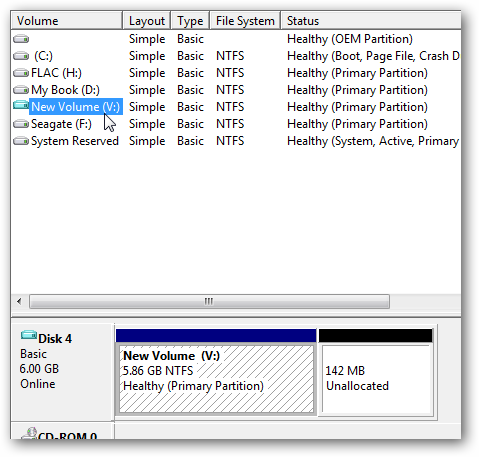 Volume Layout Type File System Status
Simple Basic Healthy (OEM Partition)
(C:) Simple Basic NTFS Healthy (Boot, Page File, Crash D
FLAC (H:) Simple Basic NTFS Healthy (Primary Partition)
My Book (D:) Simple Basic NTFS Healthy (Primary Partition)
New Volume (V:) Simple Basic NTFS Healthy (Primary Partition)
Seagate (F:) Simple Basic NTFS Healthy (Primary Partition)
System Reserved Simple Basic NTFS Healthy (System, Active, Primary
Disk 4
Basic
6.00 GB
Online
New Volume (V:)
5.86 GB NTFS
Healthy (Primary Partition)
142 MB
Unallocated
CD-ROM 0